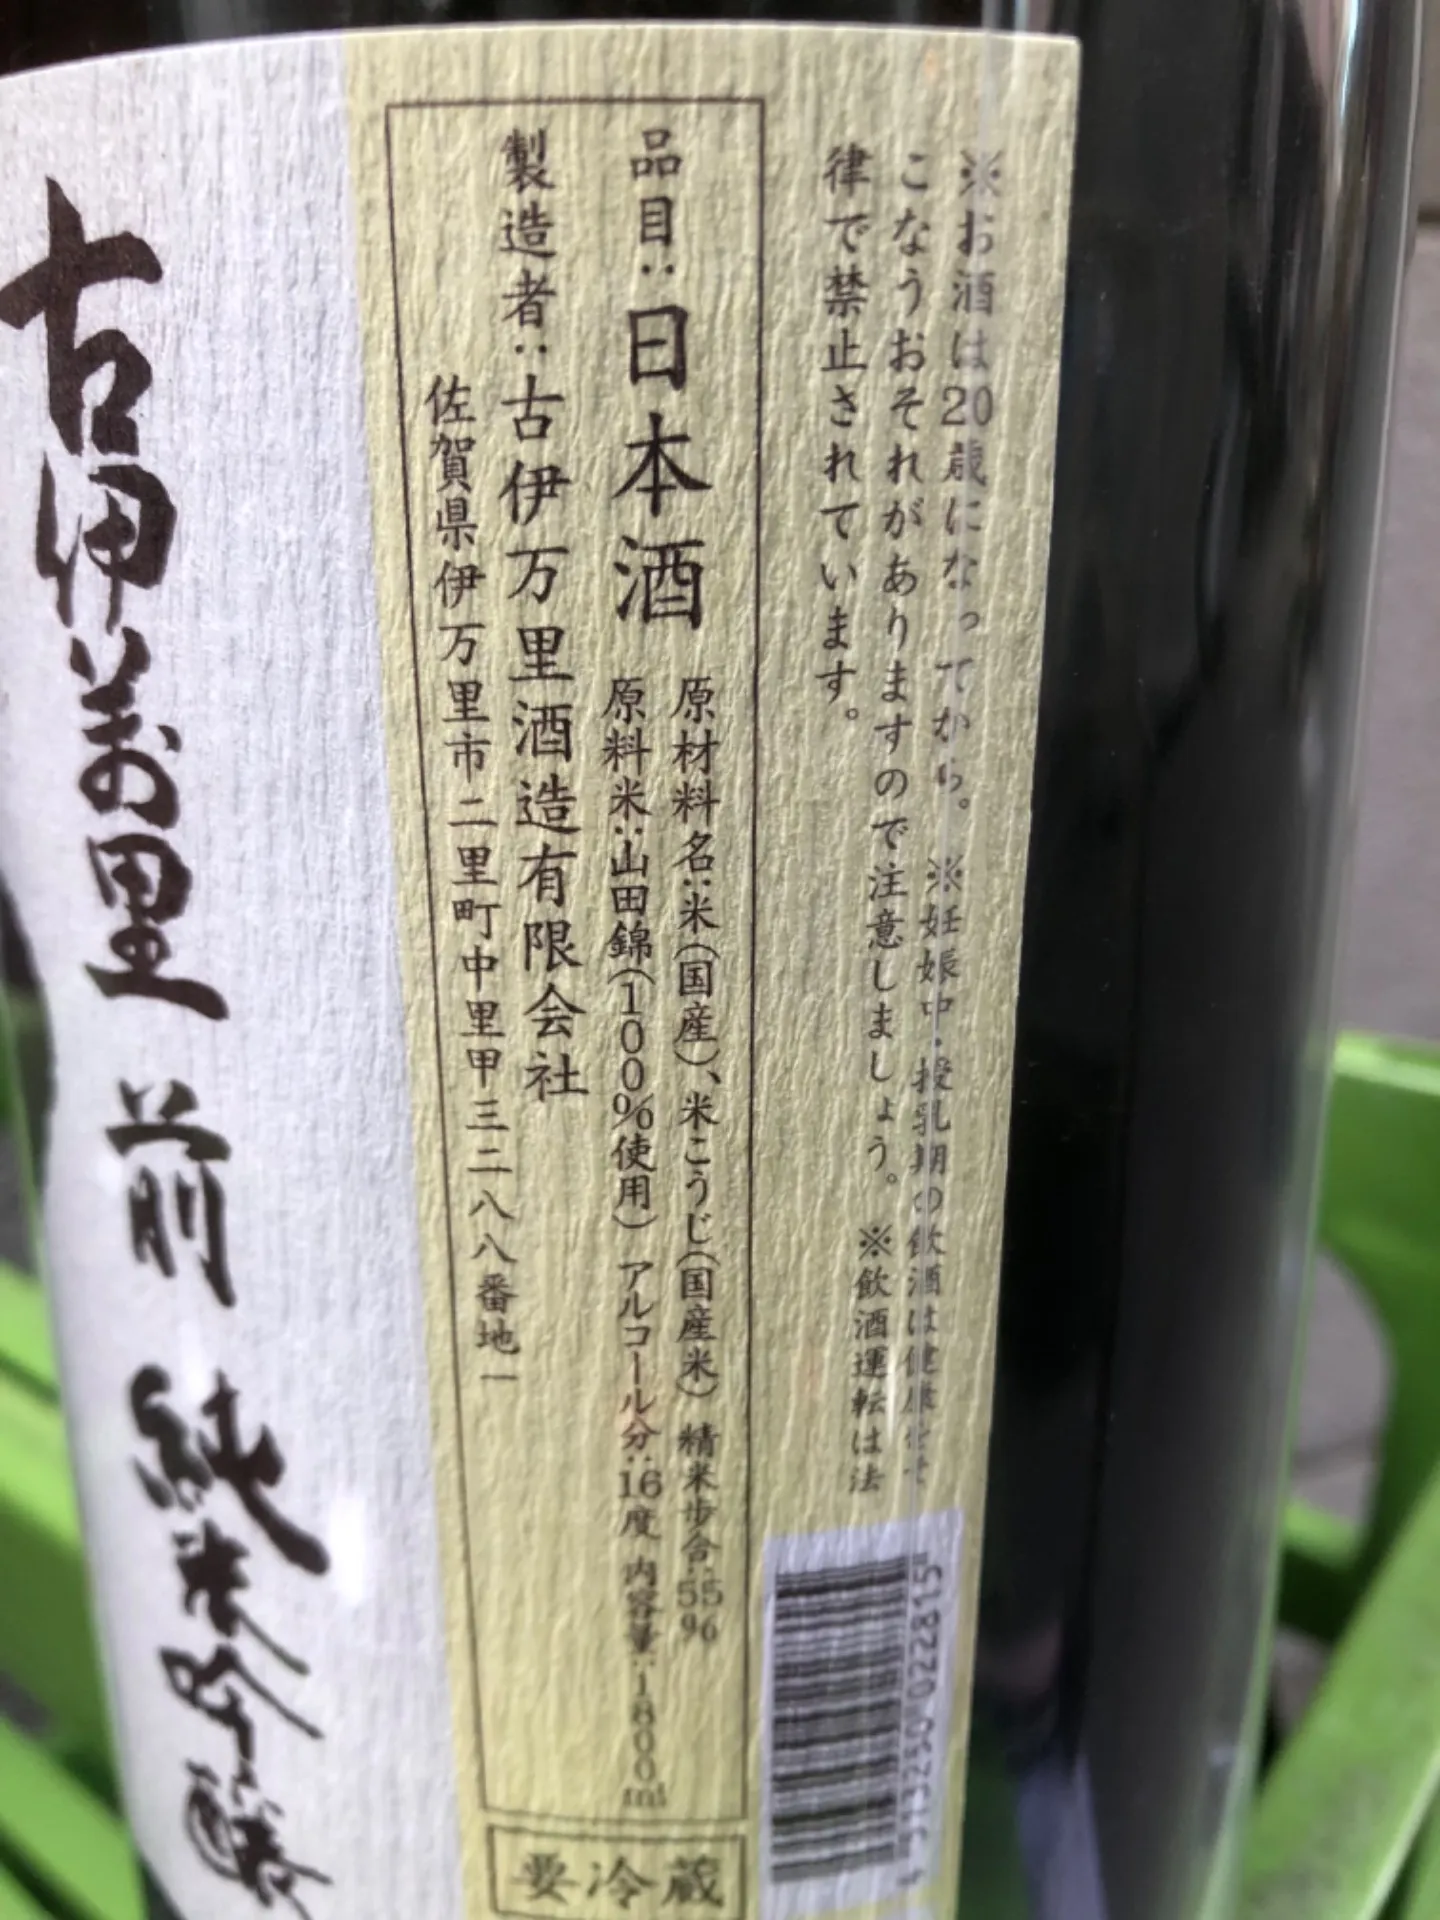 ※お酒は20歳になってから。 ※妊娠中・授乳期の飲酒は健康をそ
こなうおそれがありますので注意しましょう。 ※飲酒運転は法
律で禁止されています。
品目：日本酒
原材料名：米（国産）、米こうじ（国産米） 精米歩合：55%
原料米：山田錦（100%使用） アルコール分：16度 内容量：1800ml
製造者：古伊万里酒造有限会社
佐賀県伊万里市二里町中里甲三二八八番地一
要冷蔵
古伊萬里 前 純米吟醸